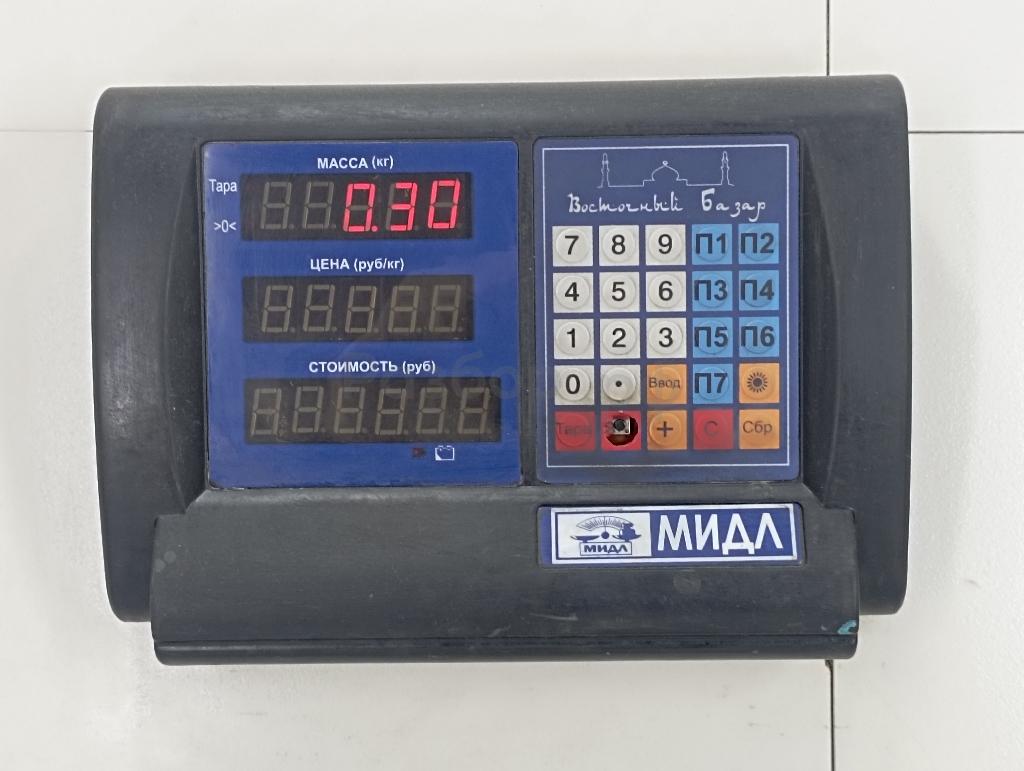 МАССА (кг)
Тара
0.30
>0<
ЦЕНА (руб/кг)
СТОИМОСТЬ (руб)
Восточный Базар
7 8 9 П1 П2
4 5 6 П3 П4
1 2 3 П5 П6
0 . Ввод П7
Тара + С Сбр
МИДЛ МИДЛ